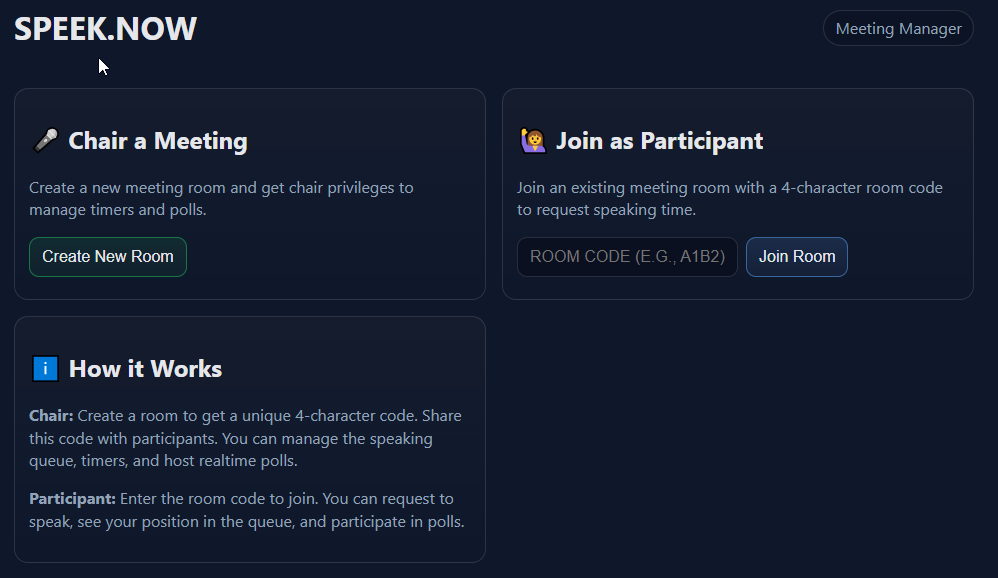 SPEEK.NOW
Meeting Manager
Chair a Meeting
Create a new meeting room and get chair privileges to
manage timers and polls.
Create New Room
Join as Participant
Join an existing meeting room with a 4-character room code
to request speaking time.
ROOM CODE (E.G., A1B2)
Join Room
i How it Works
Chair: Create a room to get a unique 4-character code. Share
this code with participants. You can manage the speaking
queue, timers, and host realtime polls.
Participant: Enter the room code to join. You can request to
speak, see your position in the queue, and participate in polls.